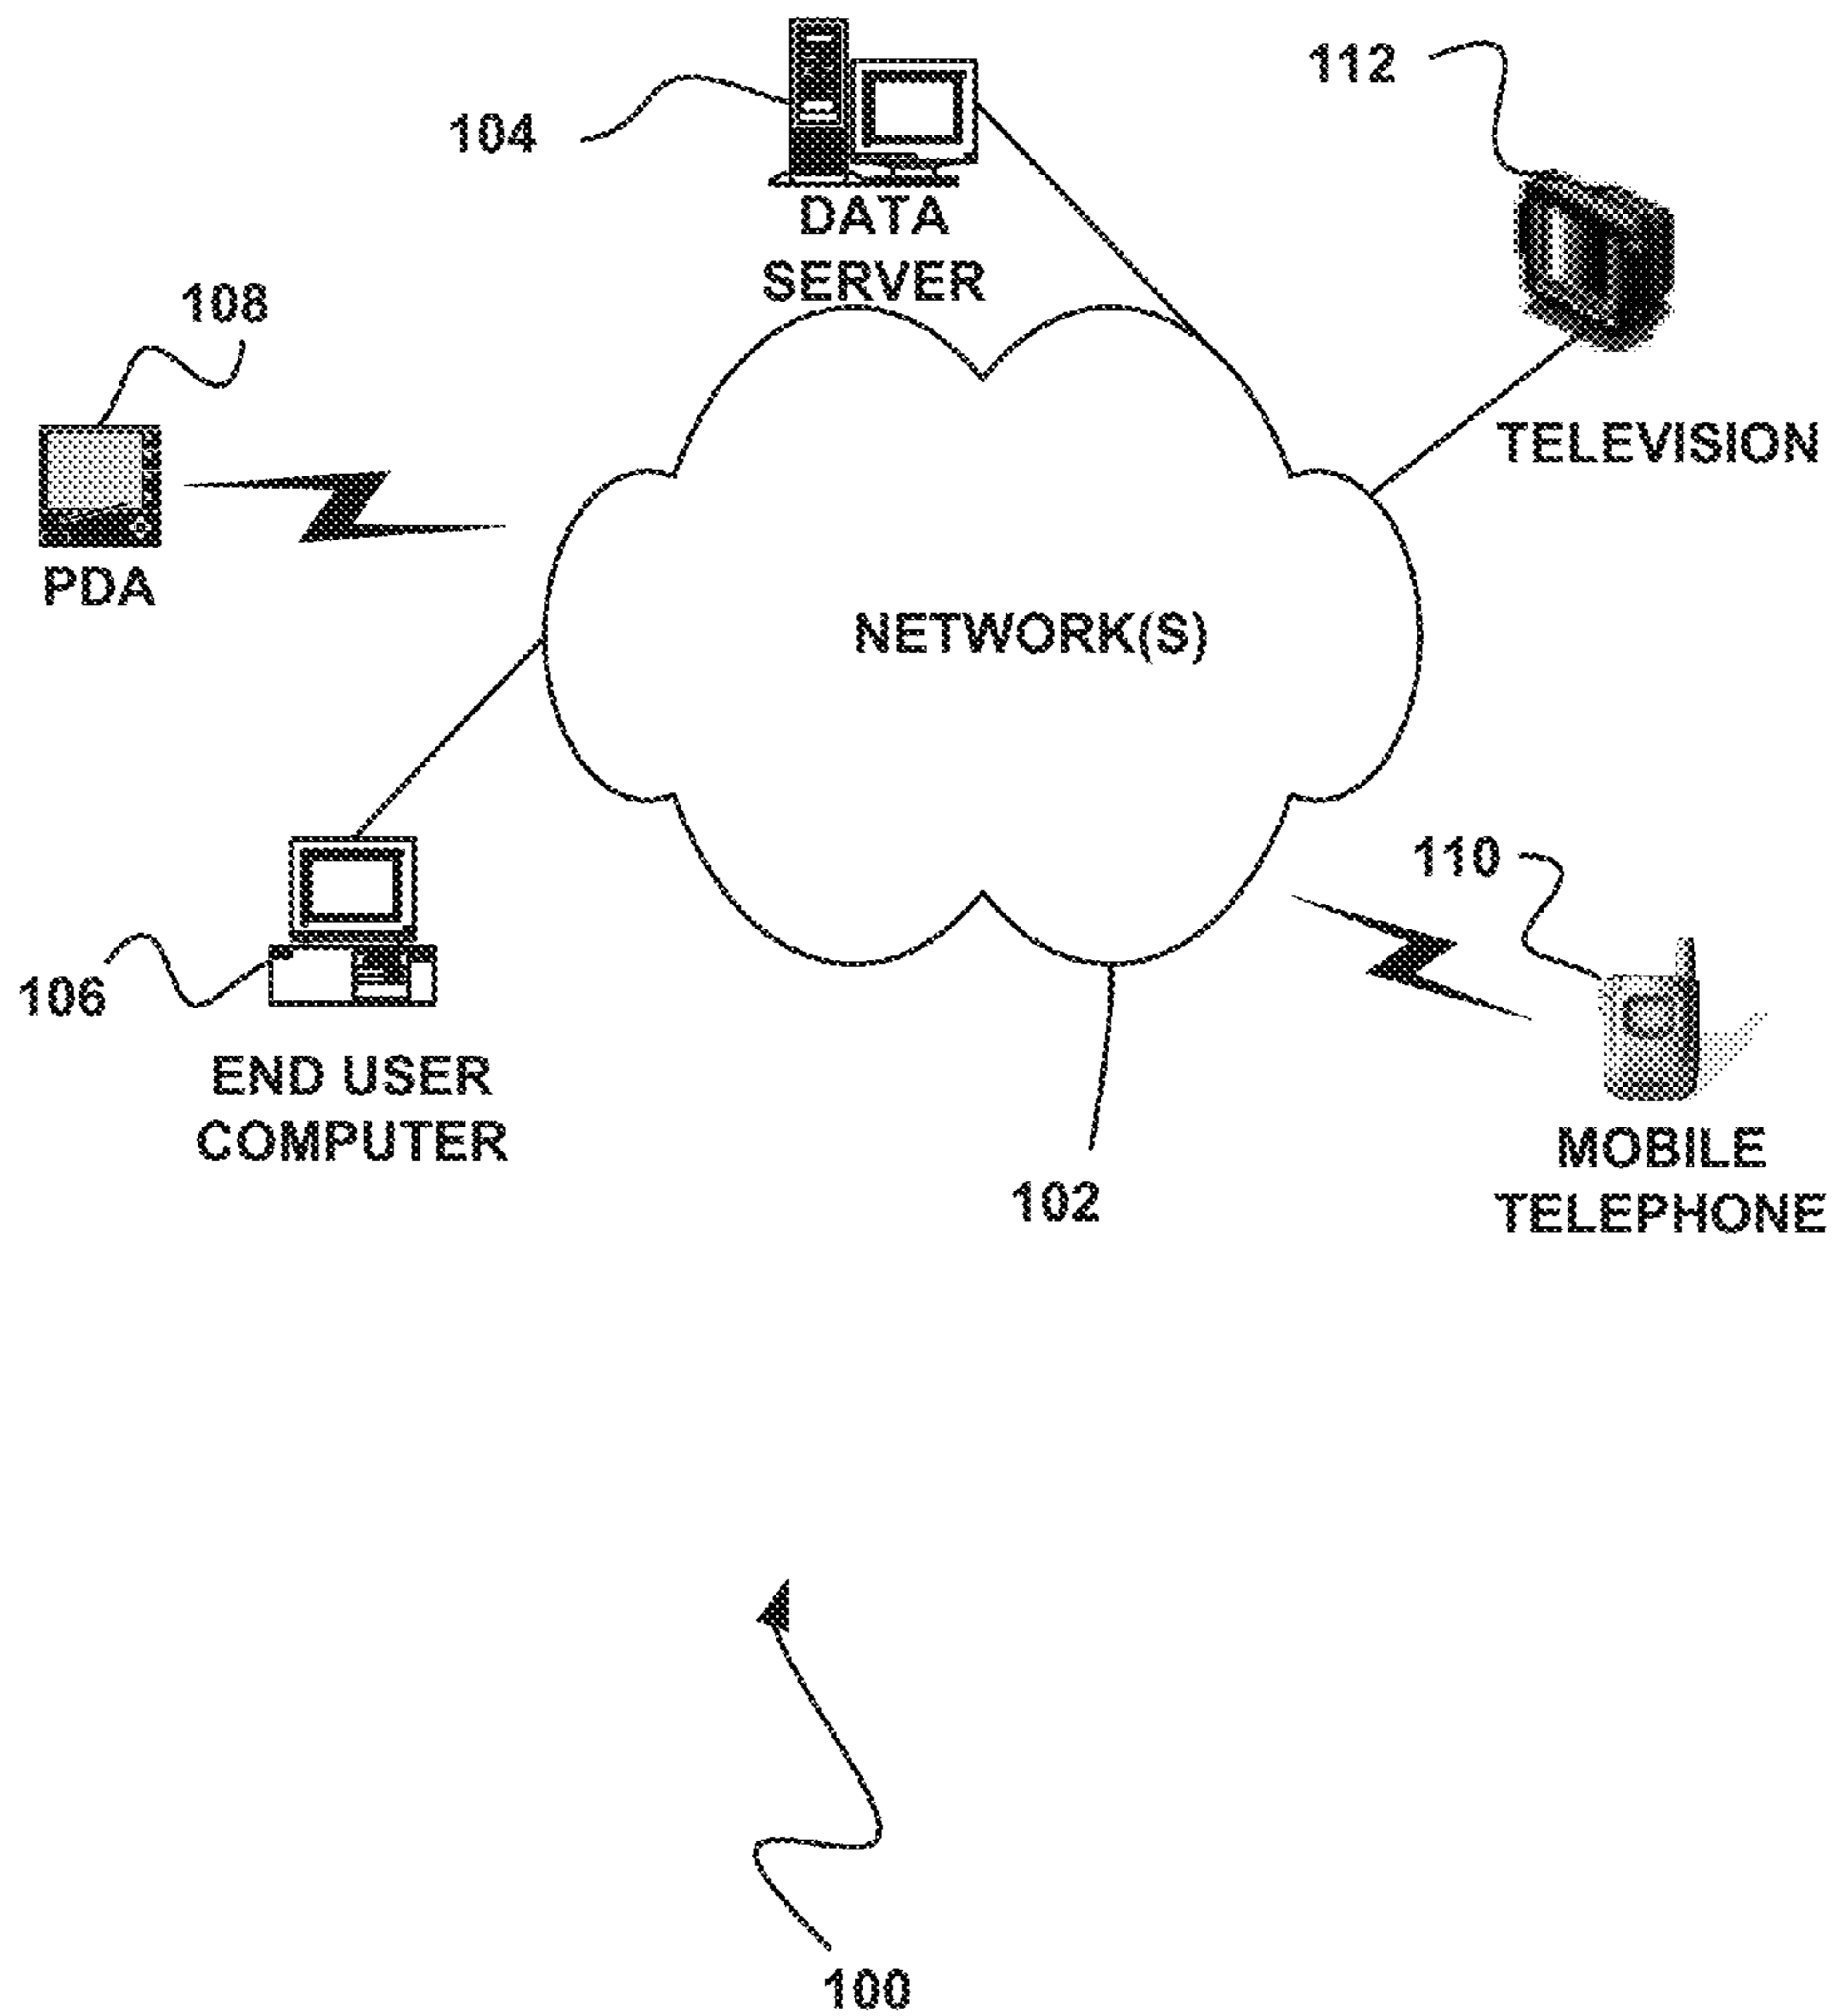 112
104
DATA
SERVER
108
TELEVISION
PDA
NETWORK(S)
110
106
END USER
COMPUTER
MOBILE
TELEPHONE
102
100